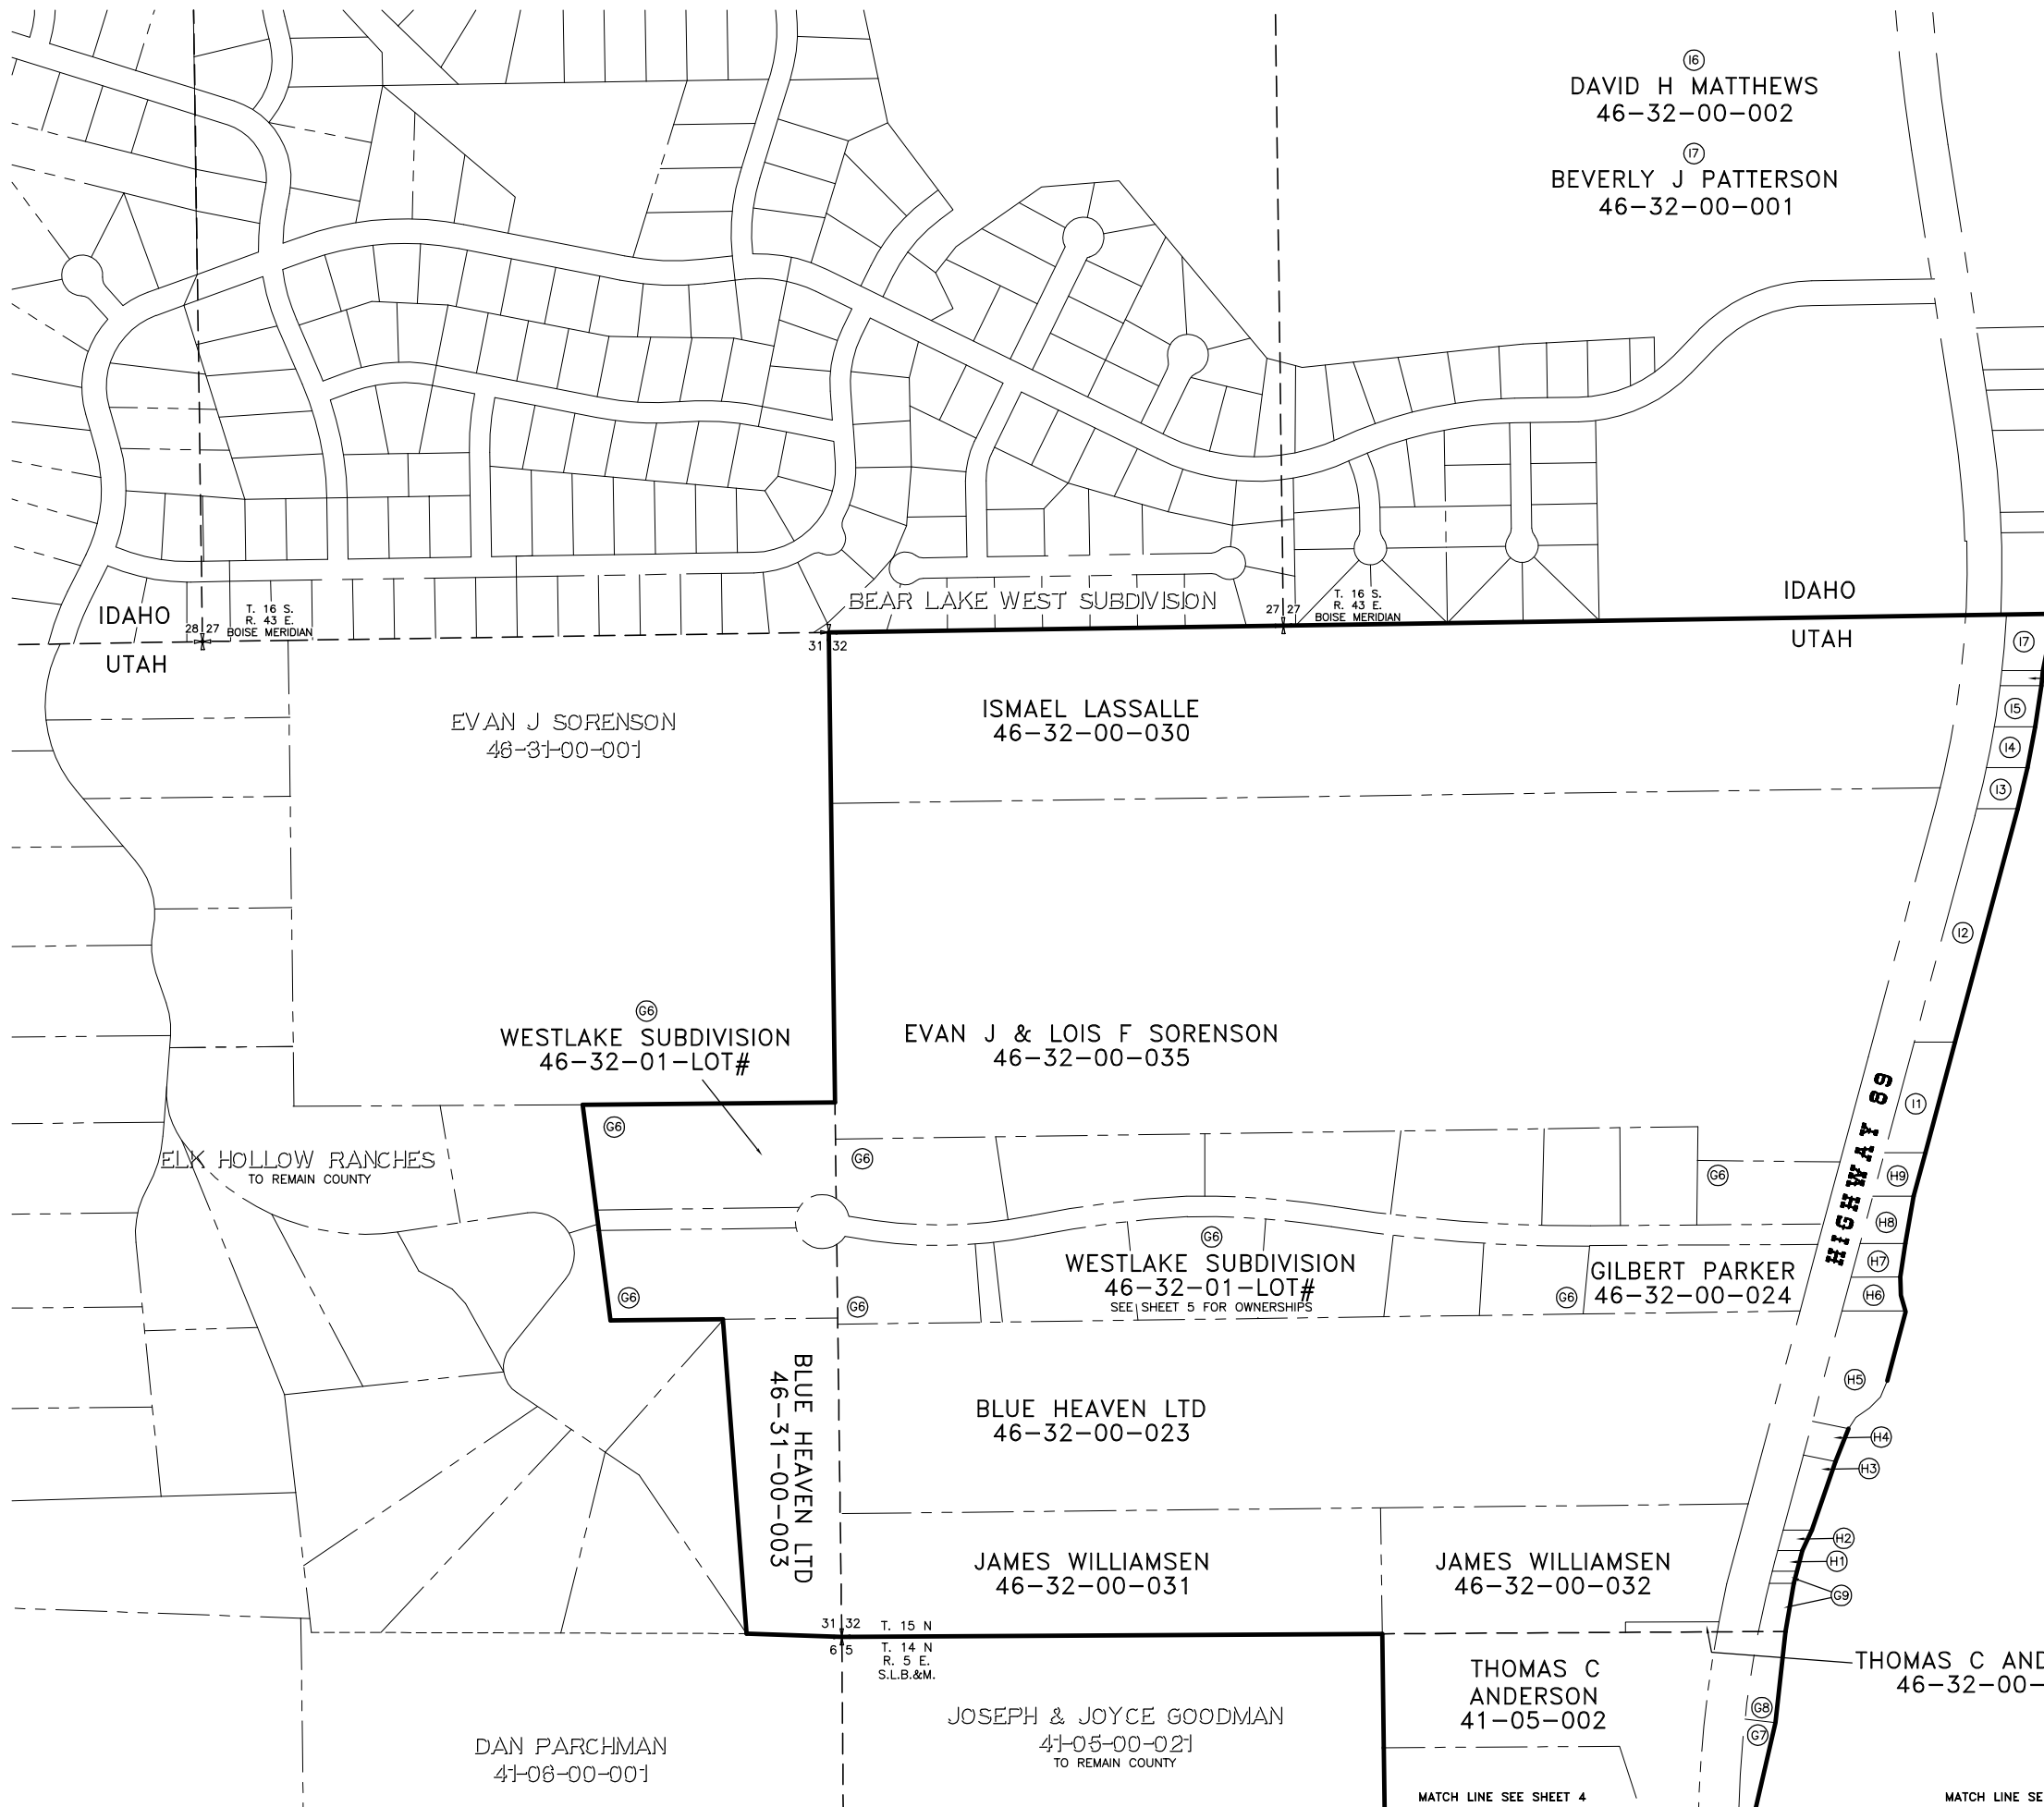 16
DAVID H MATTHEWS
46-32-00-002
17
BEVERLY J PATTERSON
46-32-00-001
IDAHO
UTAH
28 27
T. 16 S.
R. 43 E.
BOISE MERIDIAN
BEAR LAKE WEST SUBDIVISION
31 32
27 27
T. 16 S.
R. 43 E.
BOISE MERIDIAN
IDAHO
UTAH
I7
I5
I4
I3
I2
I1
EVAN J SORENSON
46-31-00-001
ISMAEL LASSALLE
46-32-00-030
G6
WESTLAKE SUBDIVISION
46-32-01-LOT#
EVAN J & LOIS F SORENSON
46-32-00-035
HIGHWAY 89
G6
G6
G6
H9
H8
H7
H6
ELK HOLLOW RANCHES
TO REMAIN COUNTY
G6
WESTLAKE SUBDIVISION
46-32-01-LOT#
SEE SHEET 5 FOR OWNERSHIPS
GILBERT PARKER
46-32-00-024
G6
G6
G6
BLUE HEAVEN LTD
46-31-00-003
BLUE HEAVEN LTD
46-32-00-023
H5
H4
H3
H2
H1
G9
JAMES WILLIAMSEN
46-32-00-031
JAMES WILLIAMSEN
46-32-00-032
31 32
T. 15 N
6 5
T. 14 N
R. 5 E.
S.L.B.&M.
THOMAS C
ANDERSON
41-05-002
THOMAS C AND
46-32-00-
G8
G7
DAN PARCHMAN
41-06-00-001
JOSEPH & JOYCE GOODMAN
41-05-00-021
TO REMAIN COUNTY
MATCH LINE SEE SHEET 4
MATCH LINE SE